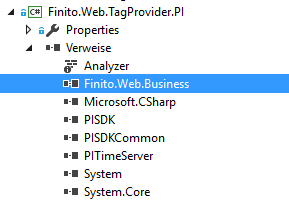 C# Finito.Web.TagProvider.PI
Properties
Verweise
Analyzer
Finito.Web.Business
Microsoft.CSharp
PISDK
PISDKCommon
PITimeServer
System
System.Core